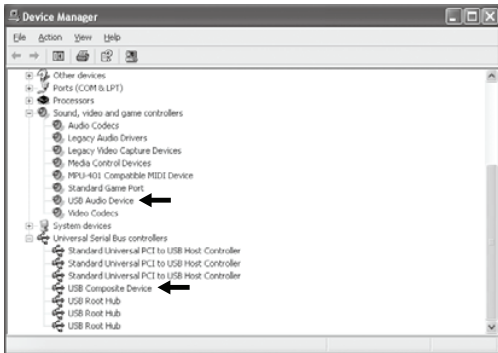 Device Manager
File Action View Help
Other devices
Ports (COM & LPT)
Processors
Sound, video and game controllers
Audio Codecs
Legacy Audio Drivers
Legacy Video Capture Devices
Media Control Devices
MPU-401 Compatible MIDI Device
Standard Game Port
USB Audio Device
Video Codecs
System devices
Universal Serial Bus controllers
Standard Universal PCI to USB Host Controller
Standard Universal PCI to USB Host Controller
Standard Universal PCI to USB Host Controller
USB Composite Device
USB Root Hub
USB Root Hub
USB Root Hub